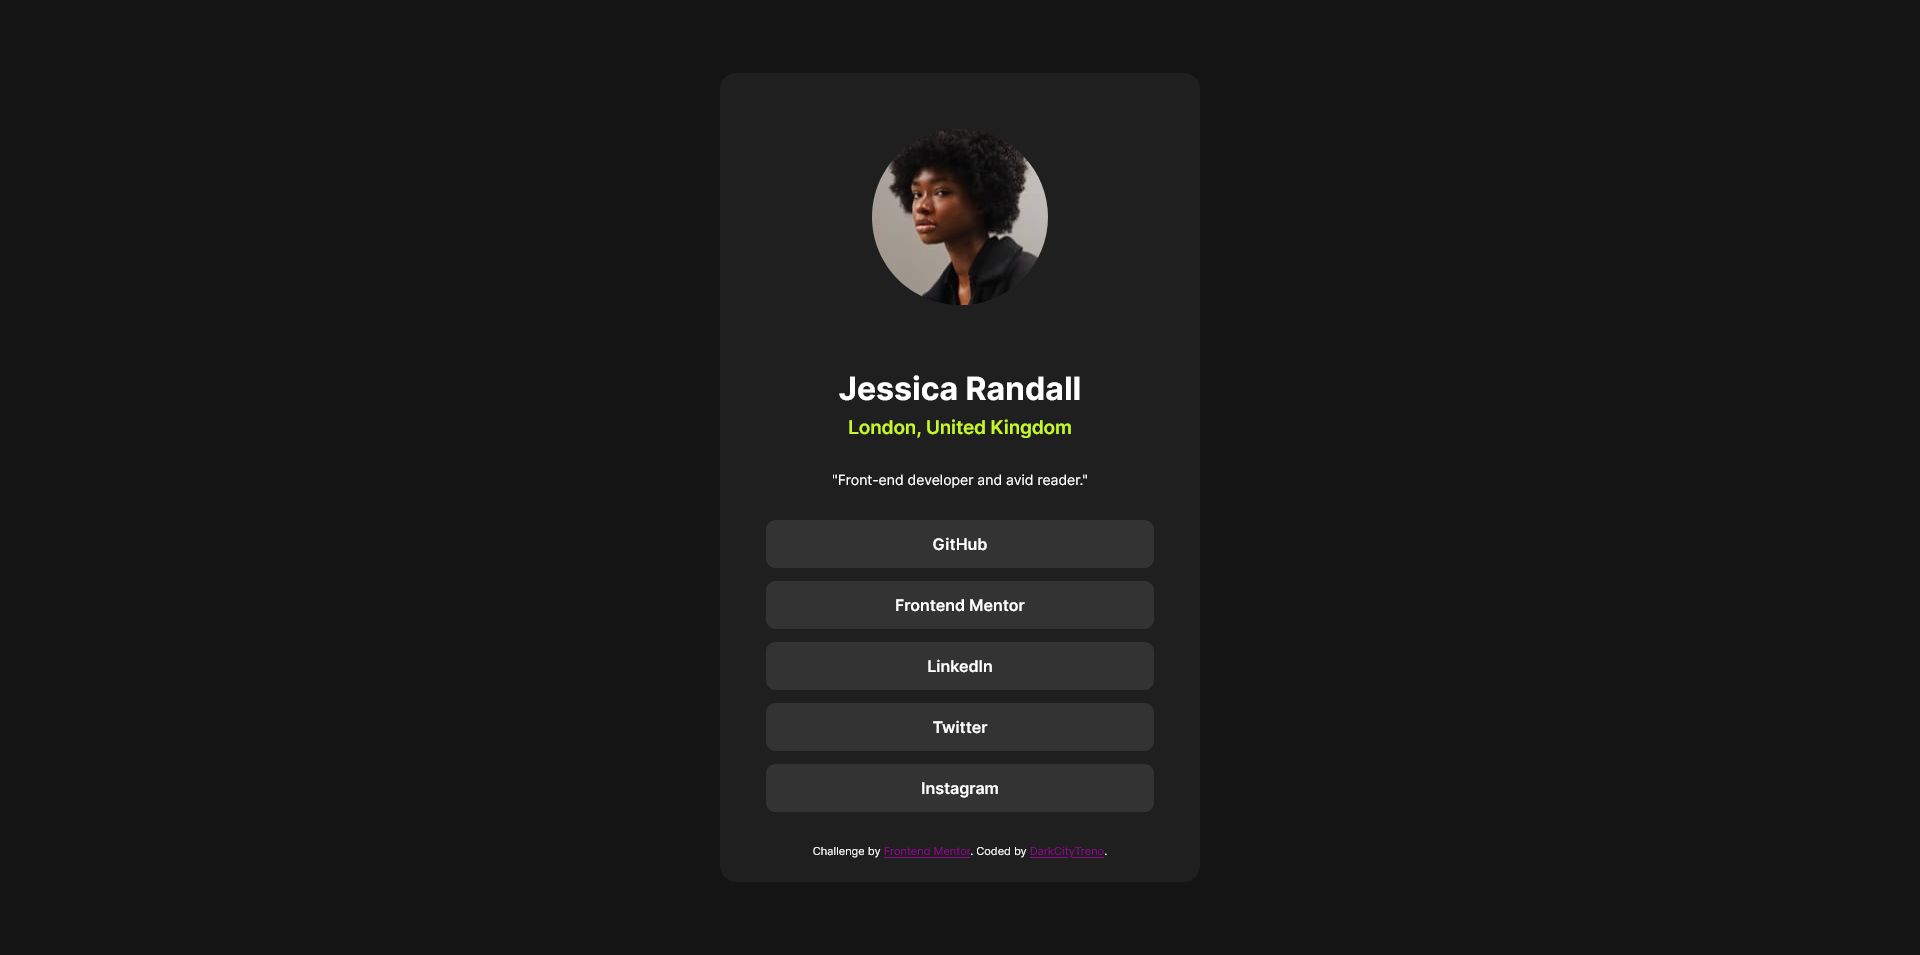 Jessica Randall
London, United Kingdom
"Front-end developer and avid reader."
GitHub
Frontend Mentor
LinkedIn
Twitter
Instagram
Challenge by Frontend Mentor. Coded by DarkCityTreno.